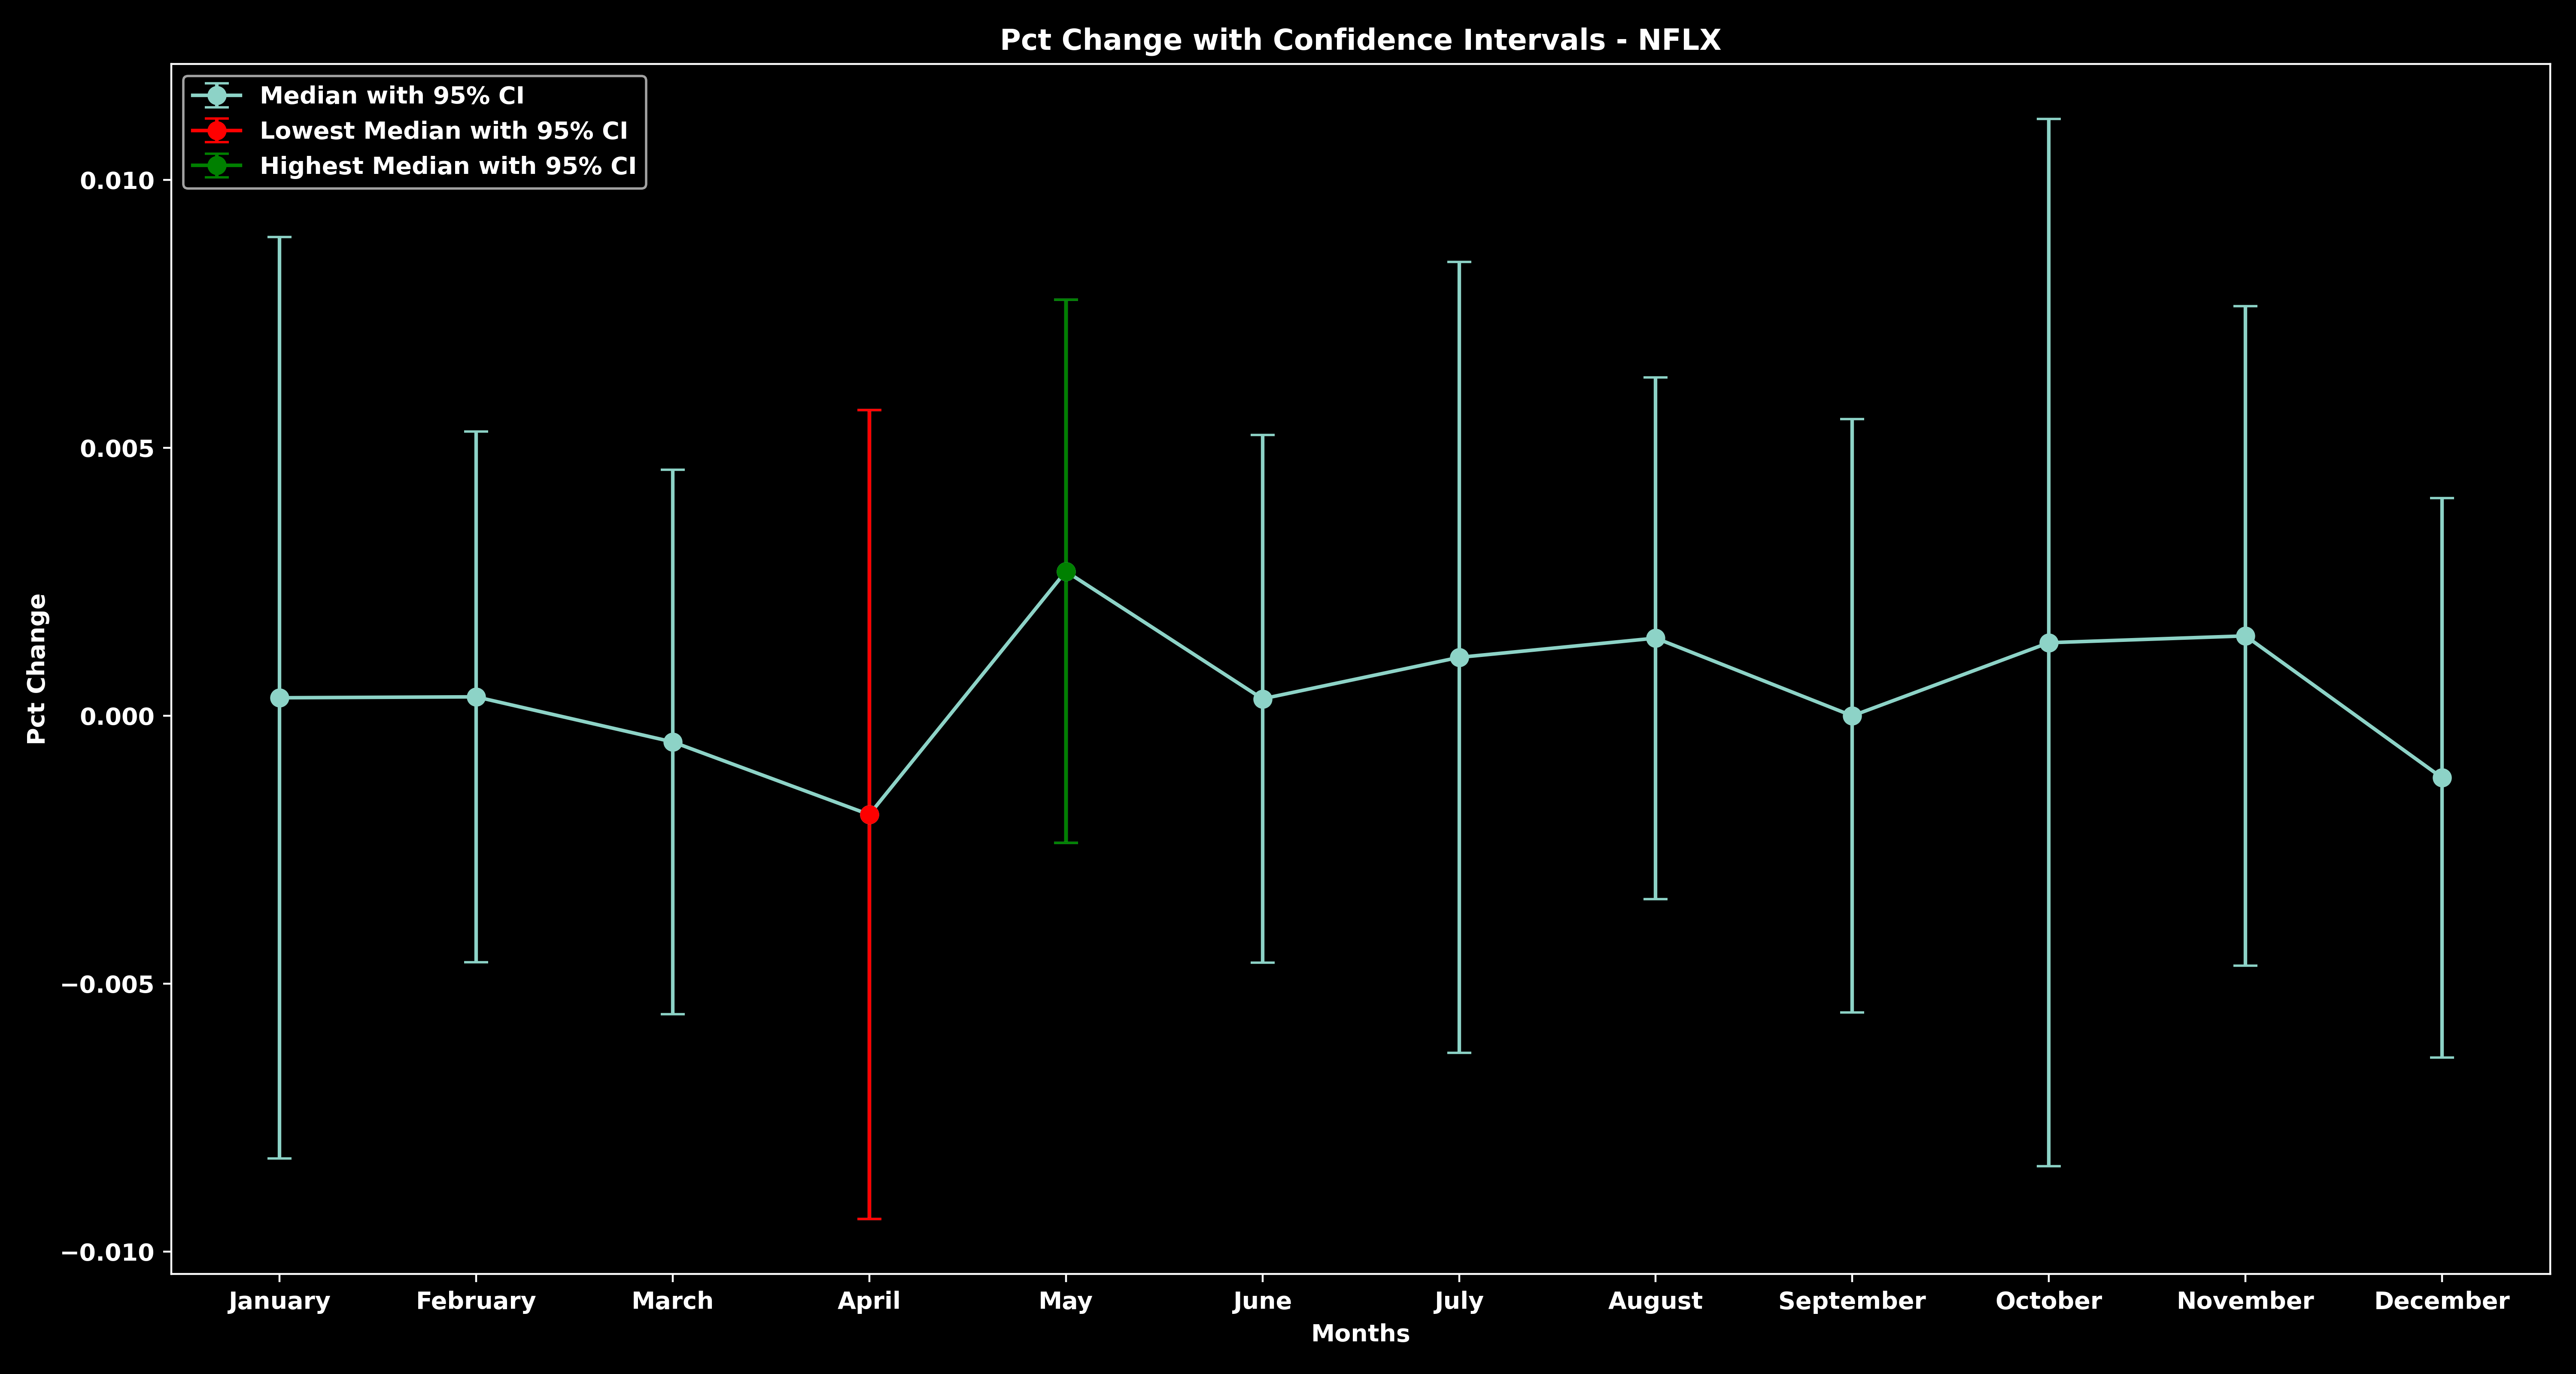 Pct Change with Confidence Intervals - NFLX
Median with 95% CI
Lowest Median with 95% CI
Highest Median with 95% CI
0.010
0.005
0.000
−0.005
−0.010
Pct Change
January February March April May June July August September October November December
Months